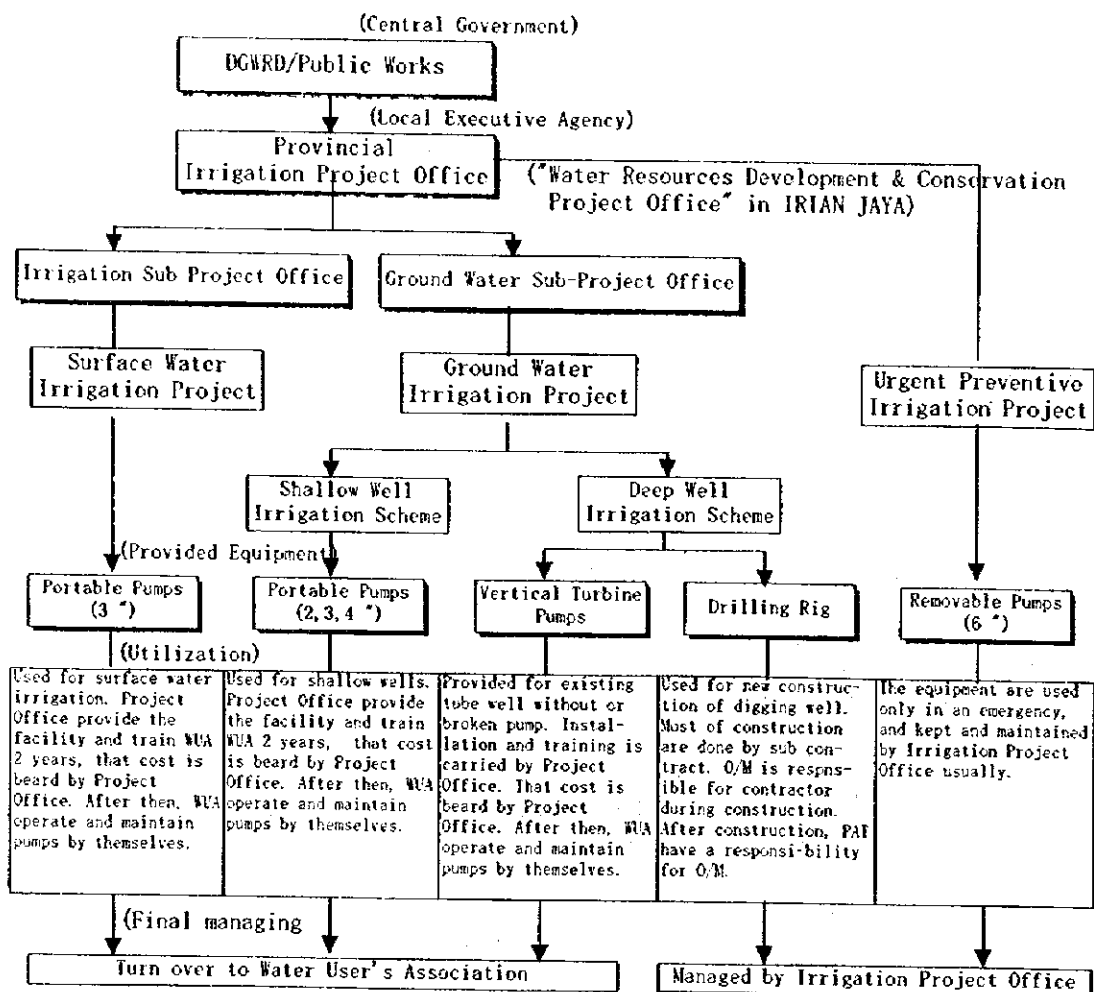 (Central Government)
DGWRD/Public Works
(Local Executive Agency)
Provincial
Irrigation Project Office
("Water Resources Development & Conservation
Project Office" in IRIAN JAYA)
Irrigation Sub Project Office
Ground Water Sub-Project Office
Surface Water
Irrigation Project
Ground Water
Irrigation Project
Urgent Preventive
Irrigation Project
Shallow Well
Irrigation Scheme
Deep Well
Irrigation Scheme
(Provided Equipment)
Portable Pumps
(3 ")
Portable Pumps
(2, 3, 4 ")
Vertical Turbine
Pumps
Drilling Rig
Removable Pumps
(6 ")
(Utilization)
Used for surface water
irrigation. Project
Office provide the
facility and train WUA
2 years, that cost is
beard by Project
Office. After then, WUA
operate and maintain
pumps by themselves.
Used for shallow wells.
Project Office provide
the facility and train
WUA 2 years, that cost
is beard by Project
Office. After then, WUA
operate and maintain
pumps by themselves.
Provided for existing
tube well without or
broken pump. Instal-
lation and training is
carried by Project
Office. That cost is
beard by Project
Office. After then, WUA
operate and maintain
pumps by themselves.
Used for new construc-
tion of digging well.
Most of construction
are done by sub con-
tract. O/M is respns-
ible for contractor
during construction.
After construction, PAT
have a responsi-bility
for O/M.
The equipment are used
only in an emergency,
and kept and maintained
by Irrigation Project
Office usually.
(Final managing
Turn over to Water User's Association
Managed by Irrigation Project Office